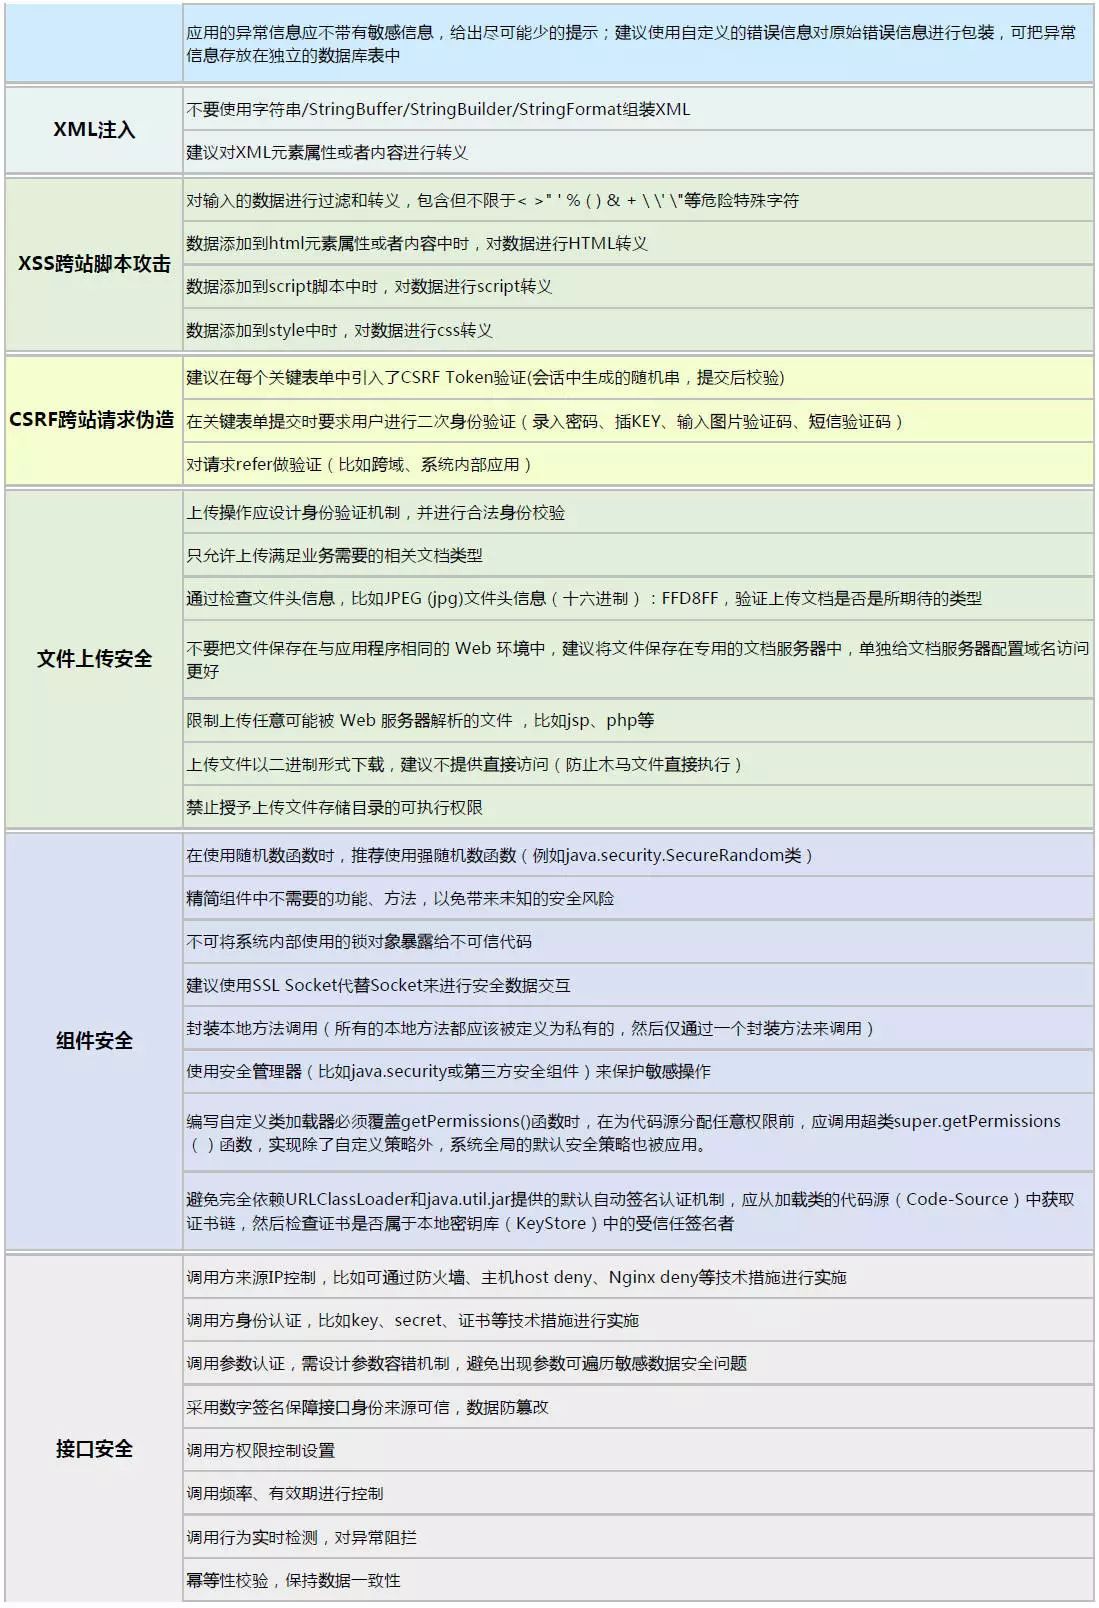 应用的异常信息应不带有敏感信息，给出尽可能少的提示；建议使用自定义的错误信息对原始错误信息进行包装，可把异常
信息存放在独立的数据库表中
XML注入
不要使用字符串/StringBuffer/StringBuilder/StringFormat组装XML
建议对XML元素属性或者内容进行转义
XSS跨站脚本攻击
对输入的数据进行过滤和转义，包含但不限于< >" ' % ( ) & + \ \' \"等危险特殊字符
数据添加到html元素属性或者内容中时，对数据进行HTML转义
数据添加到script脚本中时，对数据进行script转义
数据添加到style中时，对数据进行css转义
CSRF跨站请求伪造
建议在每个关键表单中引入了CSRF Token验证(会话中生成的随机串，提交后校验)
在关键表单提交时要求用户进行二次身份验证（录入密码、插KEY、输入图片验证码、短信验证码）
对请求refer做验证（比如跨域、系统内部应用）
文件上传安全
上传操作应设计身份验证机制，并进行合法身份校验
只允许上传满足业务需要的相关文档类型
通过检查文件头信息，比如JPEG (jpg)文件头信息（十六进制）：FFD8FF，验证上传文档是否是所期待的类型
不要把文件保存在与应用程序相同的 Web 环境中，建议将文件保存在专用的文档服务器中，单独给文档服务器配置域名访问
更好
限制上传任意可能被 Web 服务器解析的文件 ，比如jsp、php等
上传文件以二进制形式下载，建议不提供直接访问（防止木马文件直接执行）
禁止授予上传文件存储目录的可执行权限
组件安全
在使用随机数函数时，推荐使用强随机数函数（例如java.security.SecureRandom类）
精简组件中不需要的功能、方法，以免带来未知的安全风险
不可将系统内部使用的锁对象暴露给不可信代码
建议使用SSL Socket代替Socket来进行安全数据交互
封装本地方法调用（所有的本地方法都应该被定义为私有的，然后仅通过一个封装方法来调用）
使用安全管理器（比如java.security或第三方安全组件）来保护敏感操作
编写自定义类加载器必须覆盖getPermissions()函数时，在为代码源分配任意权限前，应调用超类super.getPermissions
（ ）函数，实现除了自定义策略外，系统全局的默认安全策略也被应用。
避免完全依赖URLClassLoader和java.util.jar提供的默认自动签名认证机制，应从加载类的代码源（Code-Source）中获取
证书链，然后检查证书是否属于本地密钥库（KeyStore）中的受信任签名者
接口安全
调用方来源IP控制，比如可通过防火墙、主机host deny、Nginx deny等技术措施进行实施
调用方身份认证，比如key、secret、证书等技术措施进行实施
调用参数认证，需设计参数容错机制，避免出现参数可遍历敏感数据安全问题
采用数字签名保障接口身份来源可信，数据防篡改
调用方权限控制设置
调用频率、有效期进行控制
调用行为实时检测，对异常阻拦
幂等性校验，保持数据一致性